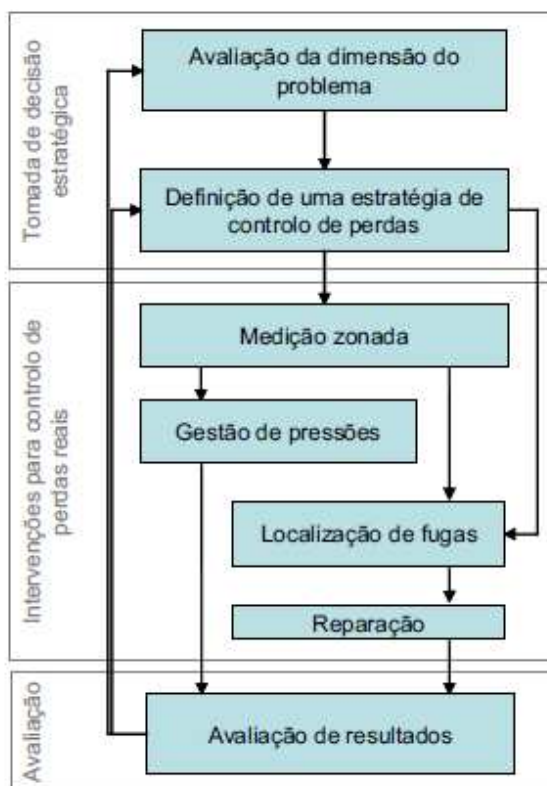 Tomada de decisão
estratégica
Avaliação da dimensão do
problema
Definição de uma estratégia de
controlo de perdas
Intervenções para controlo de
perdas reais
Medição zonada
Gestão de pressões
Localização de fugas
Reparação
Avaliação
Avaliação de resultados